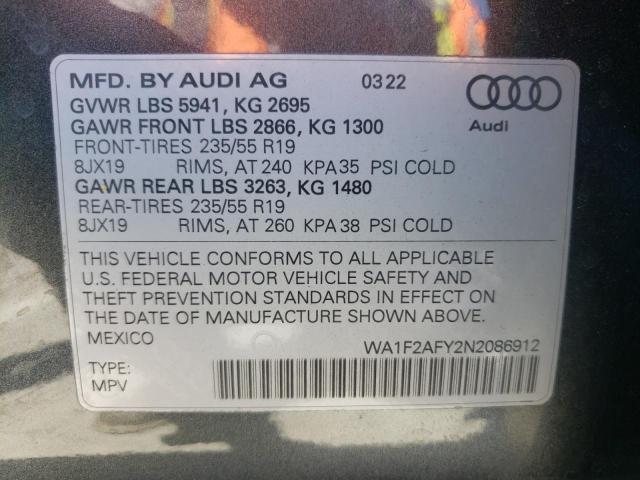 MFD. BY AUDI AG 03 22
GVWR LBS 5941, KG 2695
GAWR FRONT LBS 2866, KG 1300
FRONT-TIRES 235/55 R19
8JX19 RIMS, AT 240 KPA 35 PSI COLD
GAWR REAR LBS 3263, KG 1480
REAR-TIRES 235/55 R19
8JX19 RIMS, AT 260 KPA 38 PSI COLD
Audi
THIS VEHICLE CONFORMS TO ALL APPLICABLE
U.S. FEDERAL MOTOR VEHICLE SAFETY AND
THEFT PREVENTION STANDARDS IN EFFECT ON
THE DATE OF MANUFACTURE SHOWN ABOVE.
MEXICO
WA1F2AFY2N2086912
TYPE:
MPV